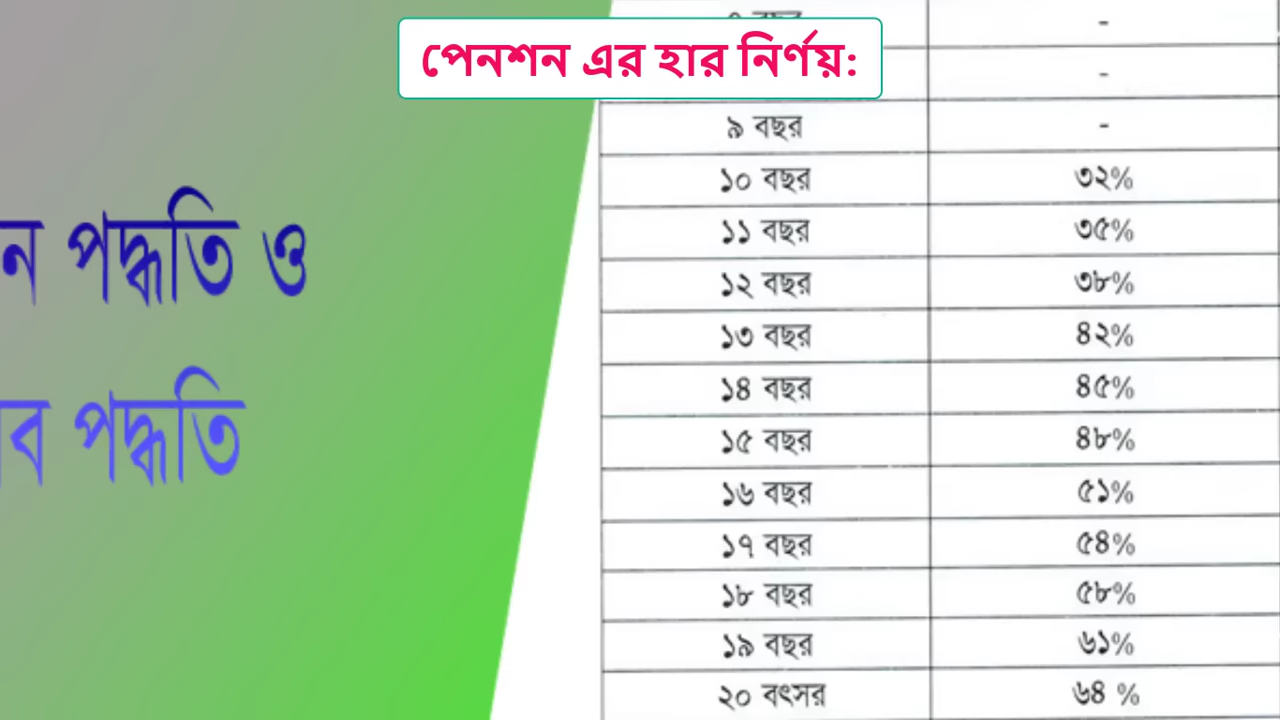 পেনশন এর হার নির্ণয়:
ন পদ্ধতি ও
ব পদ্ধতি
বছর -
-
৯ বছর -
১০ বছর ৩২%
১১ বছর ৩৫%
১২ বছর ৩৮%
১৩ বছর ৪২%
১৪ বছর ৪৫%
১৫ বছর ৪৮%
১৬ বছর ৫১%
১৭ বছর ৫৪%
১৮ বছর ৫৮%
১৯ বছর ৬১%
২০ বৎসর ৬৪ %